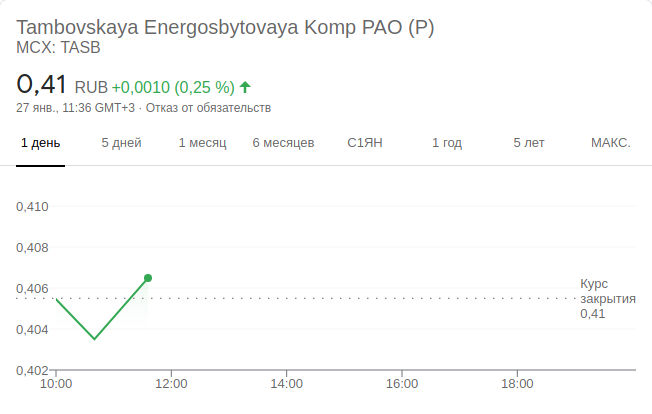 Tambovskaya Energosbytovaya Komp PAO (P)
MCX: TASB
0,41 RUB +0,0010 (0,25 %)
27 янв., 11:36 GMT+3 · Отказ от обязательств
1 день 5 дней 1 месяц 6 месяцев С1ЯН 1 год 5 лет МАКС.
0,410
0,408
0,406
0,404
0,402
Курс
закрытия
0,41
10:00 12:00 14:00 16:00 18:00